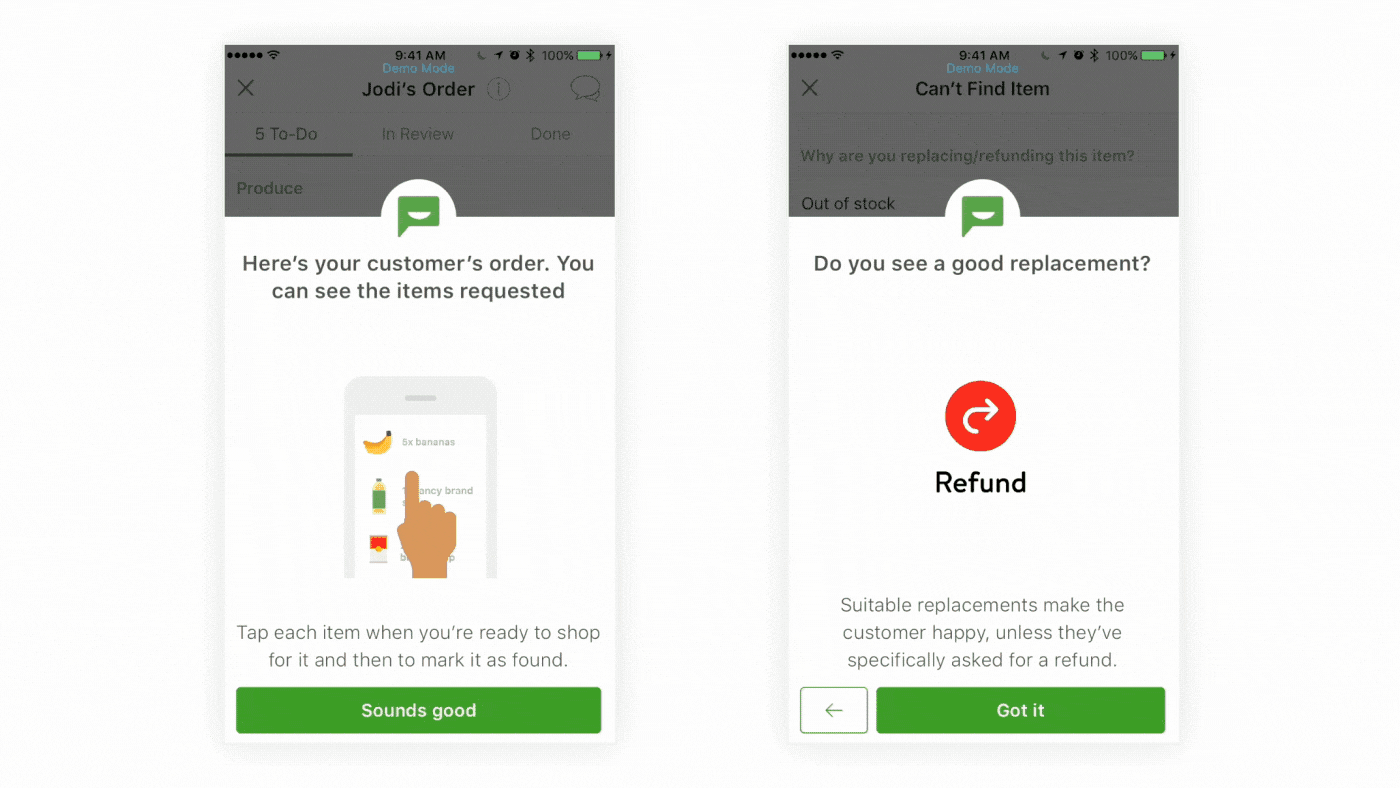 9:41 AM 100%
Demo Mode
Jodi's Order
5 To-Do In Review Done
Produce
Here's your customer's order. You
can see the items requested
5x bananas
ancy brand
Tap each item when you're ready to shop
for it and then to mark it as found.
Sounds good
9:41 AM 100%
Demo Mode
Can't Find Item
Why are you replacing/refunding this item?
Out of stock
Do you see a good replacement?
Refund
Suitable replacements make the
customer happy, unless they've
specifically asked for a refund.
Got it